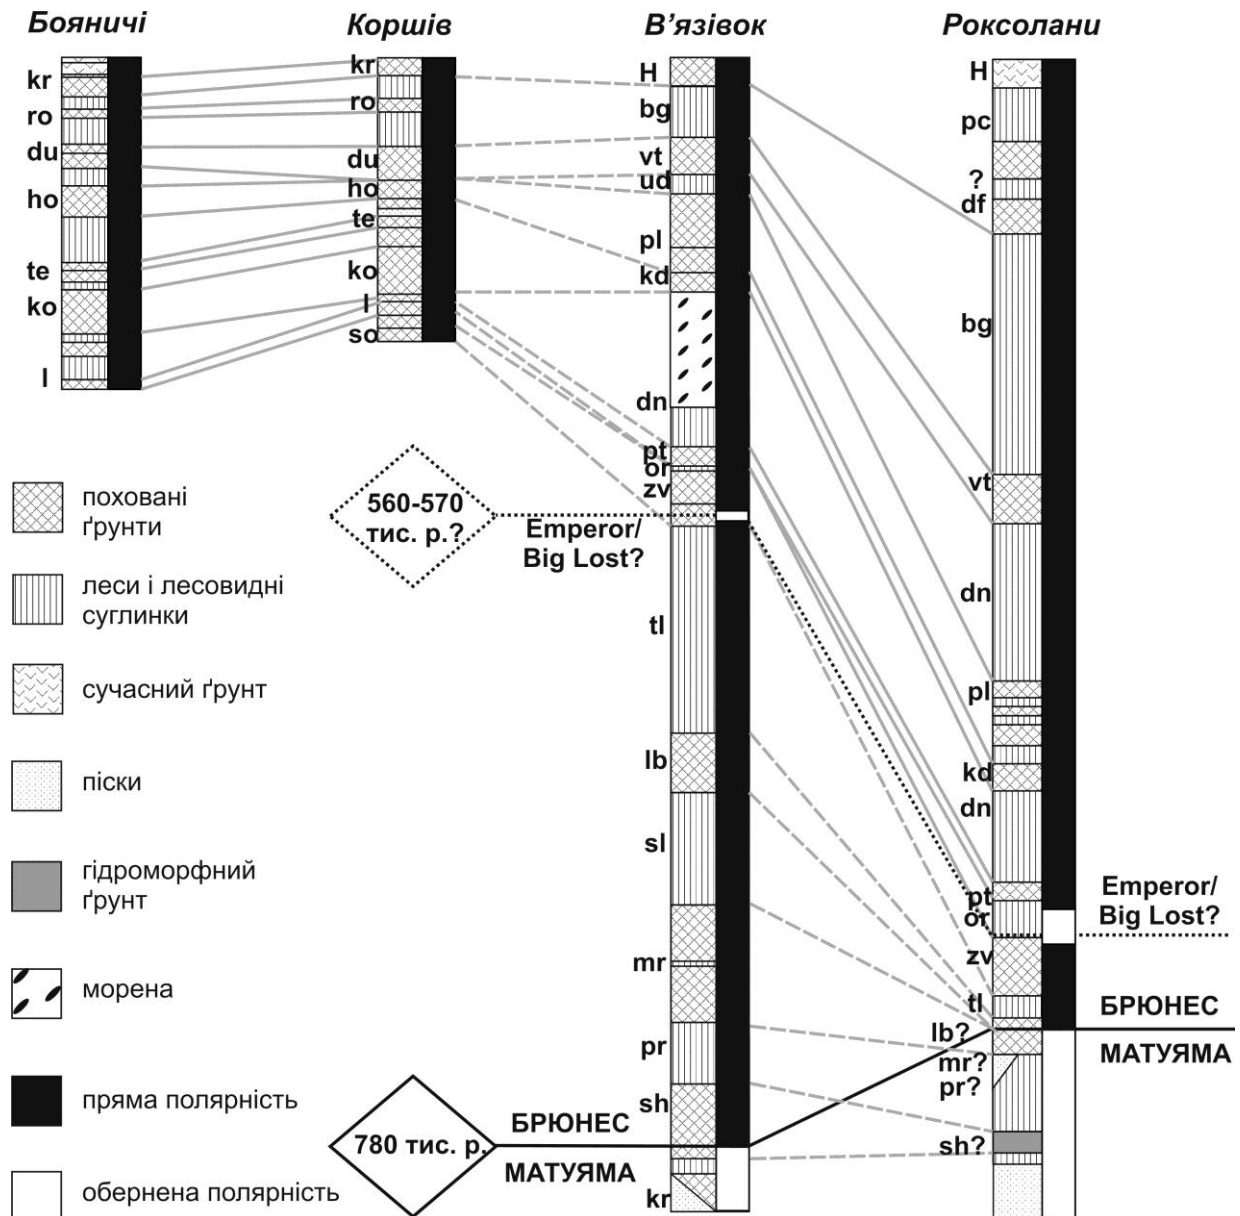 Бояничі
Коршів
В’язівок
Роксолани
kr
ro
du
ho
te
ko
l
kr
ro
du
ho
te
ko
l
so
H
bg
vt
ud
pl
kd
dn
pt
or
zv
tl
lb
sl
mr
pr
sh
kr
H
pc
?
df
bg
vt
dn
pl
kd
dn
pt
or
zv
tl
lb?
mr?
pr?
sh?
560-570
тис. р.?
Emperor/
Big Lost?
Emperor/
Big Lost?
БРЮНЕС
МАТУЯМА
780 тис. р.
БРЮНЕС
МАТУЯМА
поховані
ґрунти
леси і лесовидні
суглинки
сучасний ґрунт
піски
гідроморфний
ґрунт
морена
пряма полярність
обернена полярність